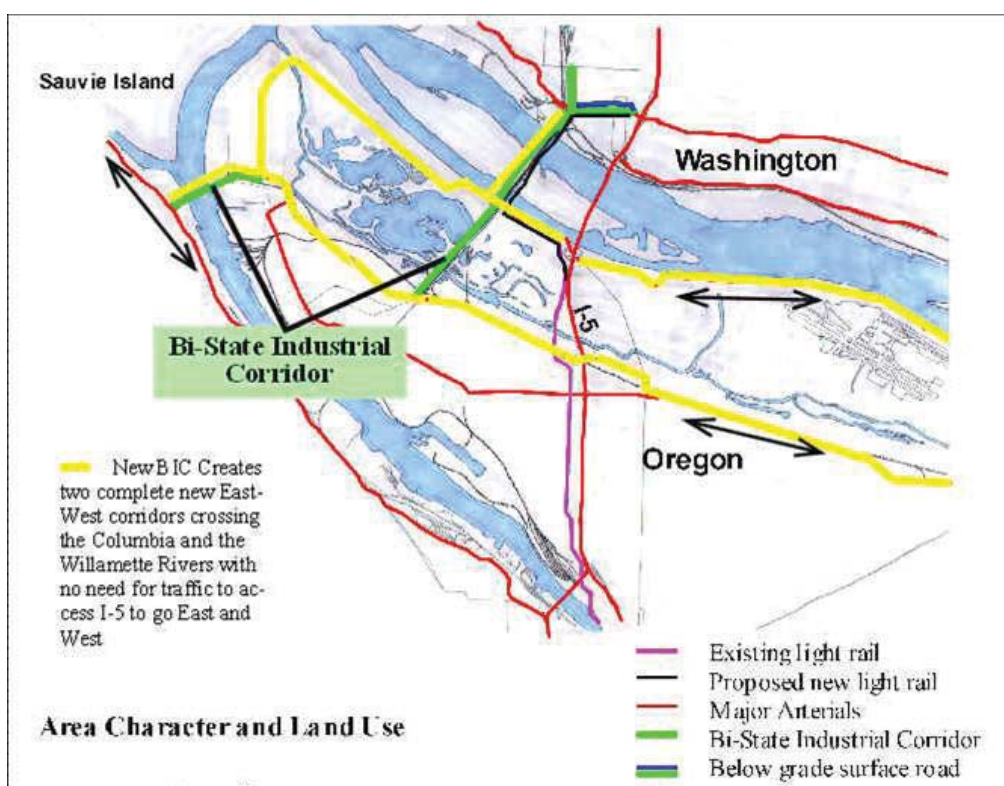 Sauvie Island
Washington
I-5
Bi-State Industrial
Corridor
Oregon
NewBIC Creates
two complete new East-
West corridors crossing
the Columbia and the
Willamette Rivers with
no need for traffic to ac-
cess I-5 to go East and
West
Existing light rail
Proposed new light rail
Major Arterials
Bi-State Industrial Corridor
Below grade surface road
Area Character and Land Use